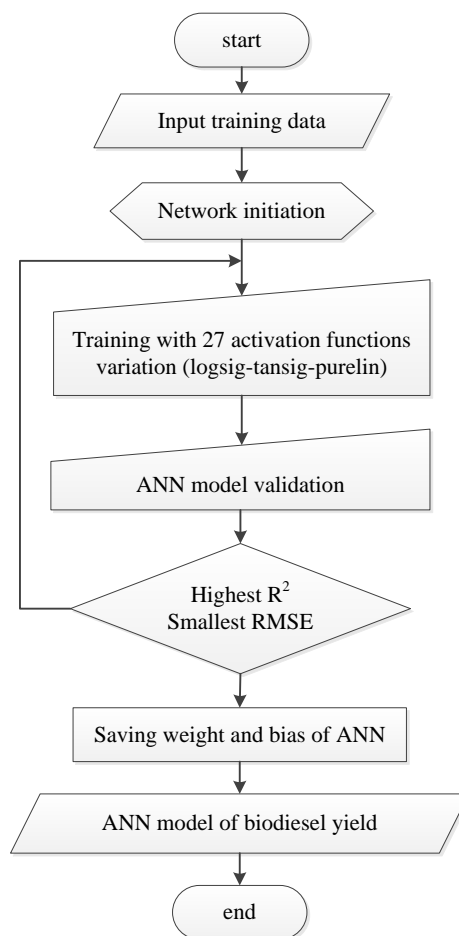 start
Input training data
Network initiation
Training with 27 activation functions
variation (logsig-tansig-purelin)
ANN model validation
Highest R²
Smallest RMSE
Saving weight and bias of ANN
ANN model of biodiesel yield
end